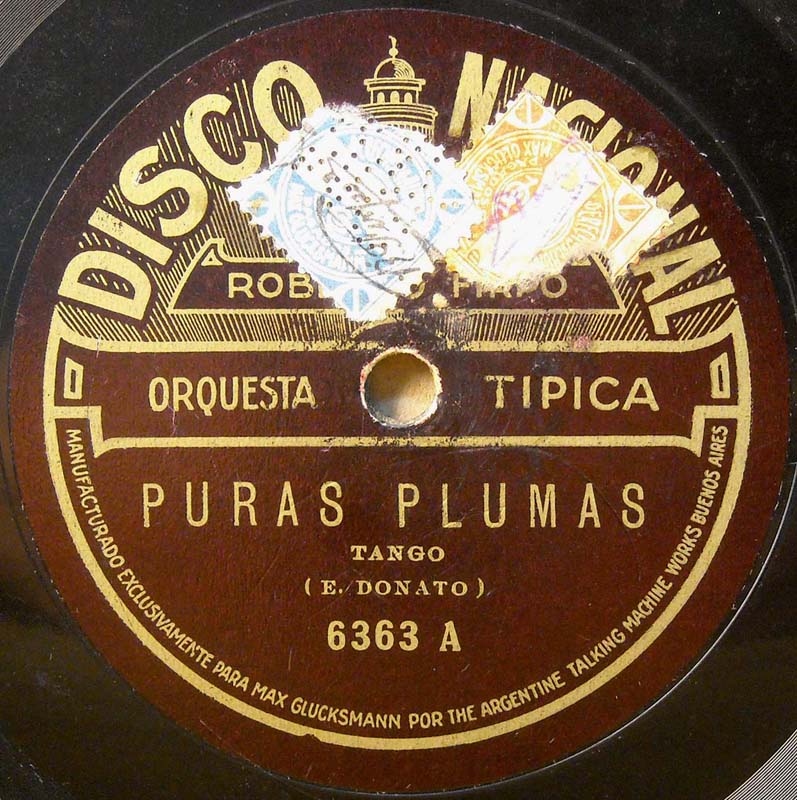 DISCO NACIONAL
FIRPO
ORQUESTA TIPICA
PURAS PLUMAS
TANGO
(E. DONATO)
6363 A
MANUFACTURADO EXCLUSIVAMENTE PARA MAX GLUCKSMANN POR THE ARGENTINE TALKING MACHINE WORKS BUENOS AIRES